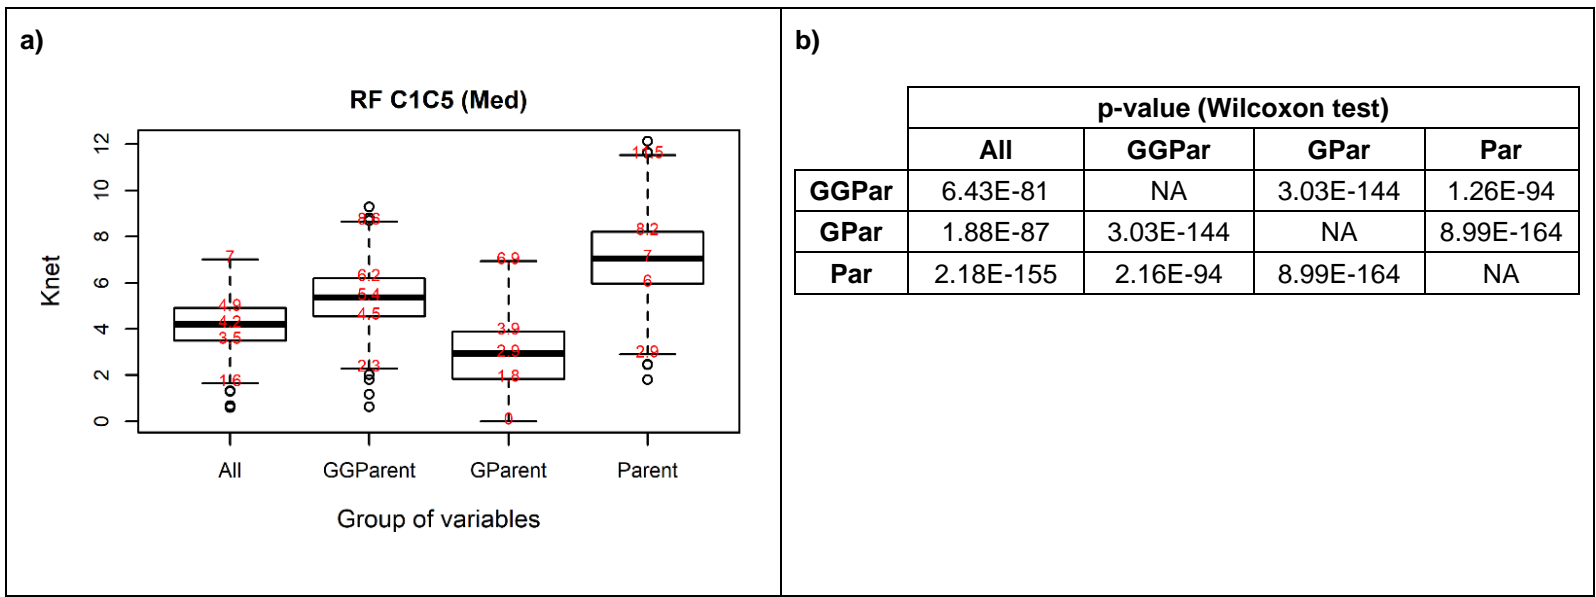 a)
RF C1C5 (Med)
Knet
12
10
8
6
4
2
0
7
4.9
4.2
3.5
1.6
8.6
6.2
5.4
4.5
2.3
6.9
3.9
2.9
1.8
0
11.5
8.2
7
6
2.9
All GGParent GParent Parent
Group of variables
b)
p-value (Wilcoxon test)
All GGPar GPar Par
GGPar 6.43E-81 NA 3.03E-144 1.26E-94
GPar 1.88E-87 3.03E-144 NA 8.99E-164
Par 2.18E-155 2.16E-94 8.99E-164 NA